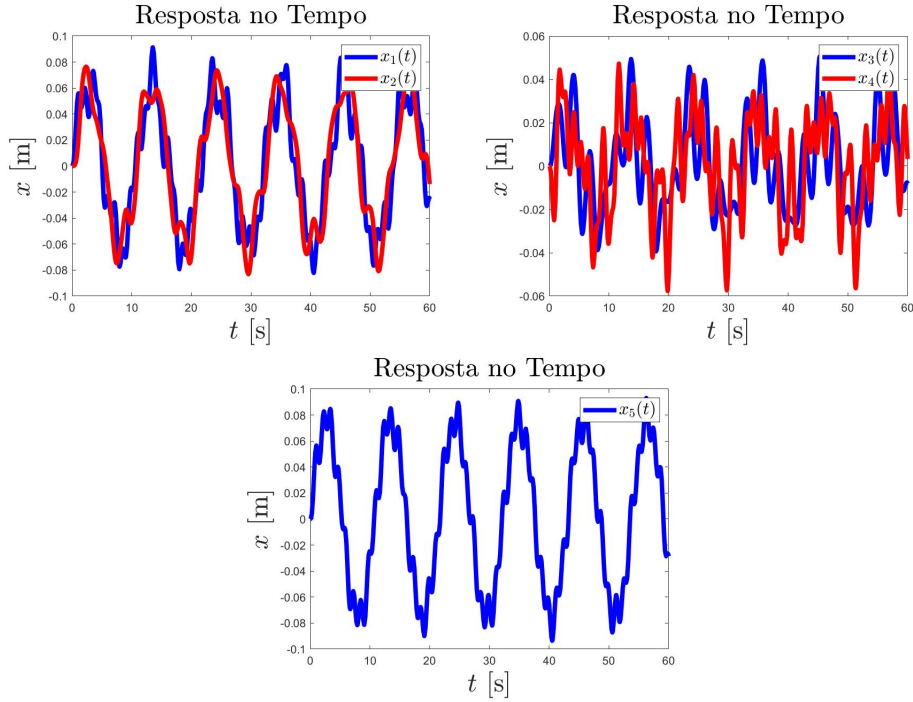 Resposta no Tempo
0.1
0.08
0.06
0.04
0.02
0
-0.02
-0.04
-0.06
-0.08
-0.1
x [m]
x₁(t)
x₂(t)
0 10 20 30 40 50 60
t [s]
Resposta no Tempo
0.06
0.04
0.02
0
-0.02
-0.04
0.06
x [m]
x₃(t)
x₄(t)
0 10 20 30 40 50 60
t [s]
Resposta no Tempo
0.1
0.08
0.06
0.04
0.02
0
-0.02
-0.04
-0.06
-0.08
-0.1
x [m]
x₅(t)
0 10 20 30 40 50 60
t [s]